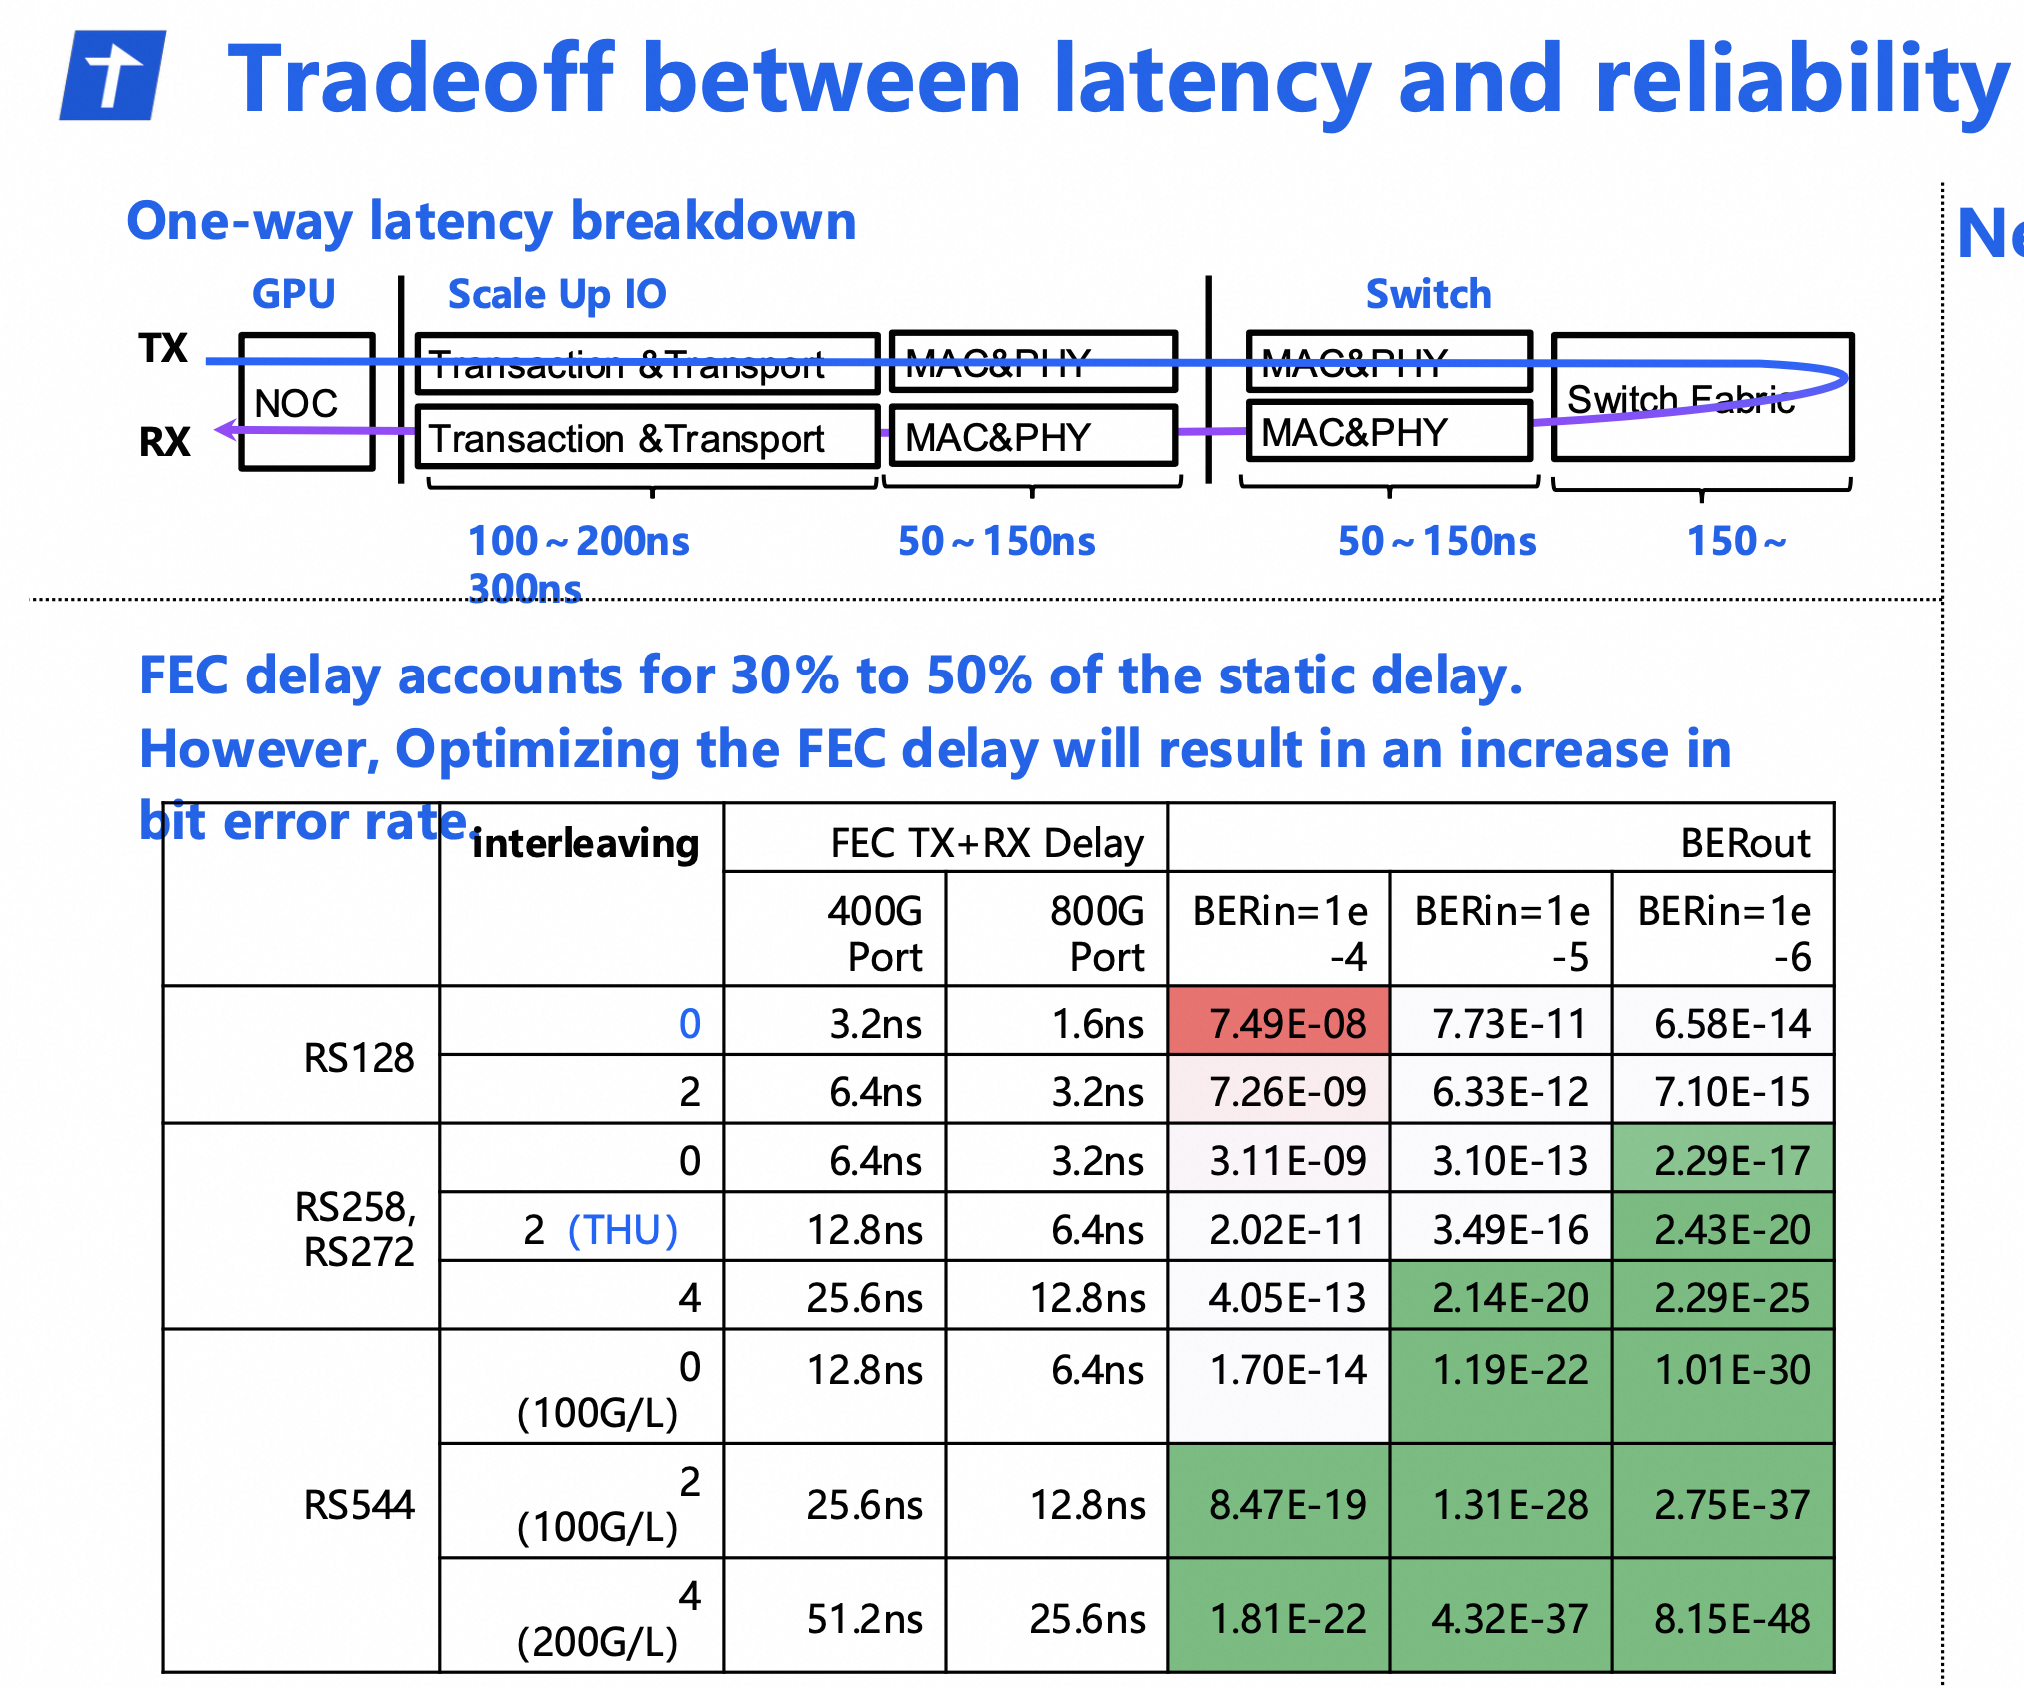 Tradeoff between latency and reliability
One-way latency breakdown
Ne
GPU
Scale Up IO
Switch
TX
RX
NOC
Transaction &Transport
MAC&PHY
MAC&PHY
Switch Fabric
Transaction &Transport
MAC&PHY
MAC&PHY
100~200ns 50~150ns 50~150ns 150~
300ns
FEC delay accounts for 30% to 50% of the static delay.
However, Optimizing the FEC delay will result in an increase in
bit error rate.
interleaving FEC TX+RX Delay BERout
400G Port 800G Port BERin=1e-4 BERin=1e-5 BERin=1e-6
RS128 0 3.2ns 1.6ns 7.49E-08 7.73E-11 6.58E-14
2 6.4ns 3.2ns 7.26E-09 6.33E-12 7.10E-15
RS258, RS272 0 6.4ns 3.2ns 3.11E-09 3.10E-13 2.29E-17
2 (THU) 12.8ns 6.4ns 2.02E-11 3.49E-16 2.43E-20
4 25.6ns 12.8ns 4.05E-13 2.14E-20 2.29E-25
RS544 0 (100G/L) 12.8ns 6.4ns 1.70E-14 1.19E-22 1.01E-30
2 (100G/L) 25.6ns 12.8ns 8.47E-19 1.31E-28 2.75E-37
4 (200G/L) 51.2ns 25.6ns 1.81E-22 4.32E-37 8.15E-48